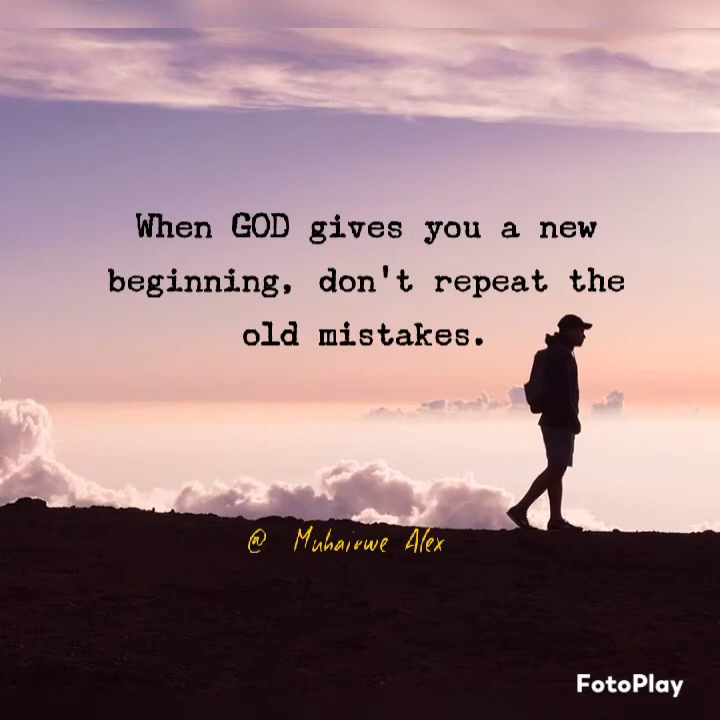 When GOD gives you a new
beginning, don't repeat the
old mistakes.
@ Muhairwe Alex
FotoPlay